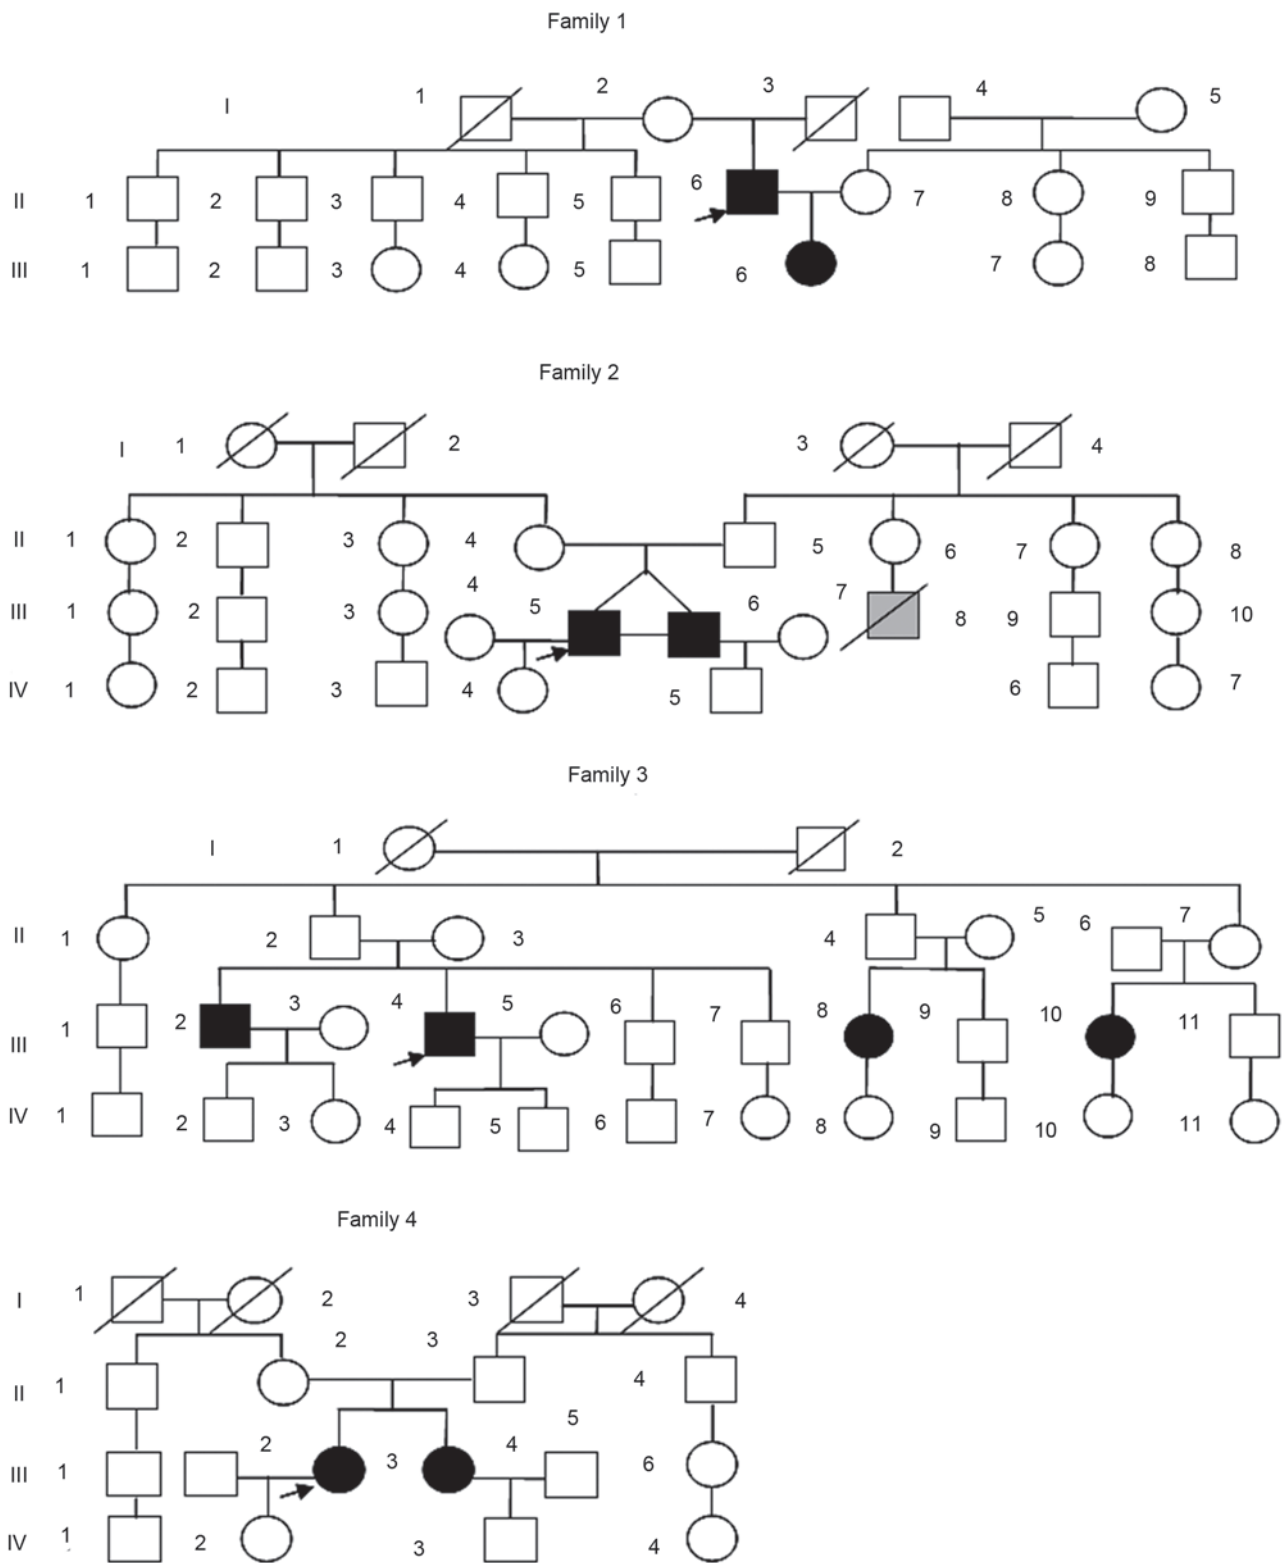 Family 1
I 1 2 3 4 5
II 1 2 3 4 5 6 7 8 9
III 1 2 3 4 5 6 7 8
Family 2
I 1 2 3 4
II 1 2 3 4 5 6 7 8
III 1 2 3 4 5 6 7 8 9 10
IV 1 2 3 4 5 6 7
Family 3
I 1 2
II 1 2 3 4 5 6 7
III 1 2 3 4 5 6 7 8 9 10 11
IV 1 2 3 4 5 6 7 8 9 10 11
Family 4
I 1 2 3 4
II 1 2 3 4
III 1 2 3 4 5 6
IV 1 2 3 4